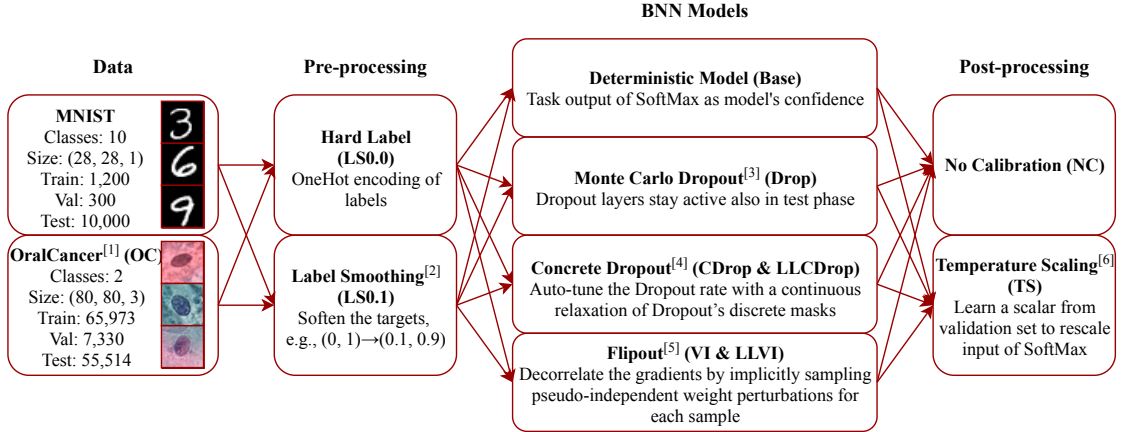 BNN Models
Data
Pre-processing
Post-processing
MNIST
Classes: 10
Size: (28, 28, 1)
Train: 1,200
Val: 300
Test: 10,000
3
6
9
OralCancer[1] (OC)
Classes: 2
Size: (80, 80, 3)
Train: 65,973
Val: 7,330
Test: 55,514
Hard Label
(LS0.0)
OneHot encoding of
labels
Label Smoothing[2]
(LS0.1)
Soften the targets,
e.g., (0, 1)→(0.1, 0.9)
Deterministic Model (Base)
Task output of SoftMax as model's confidence
Monte Carlo Dropout[3] (Drop)
Dropout layers stay active also in test phase
Concrete Dropout[4] (CDrop & LLCDrop)
Auto-tune the Dropout rate with a continuous
relaxation of Dropout’s discrete masks
Flipout[5] (VI & LLVI)
Decorrelate the gradients by implicitly sampling
pseudo-independent weight perturbations for
each sample
No Calibration (NC)
Temperature Scaling[6]
(TS)
Learn a scalar from
validation set to rescale
input of SoftMax